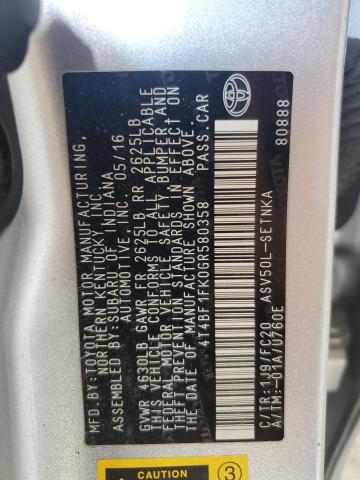 MFD. BY: TOYOTA MOTOR MANUFACTURING,
NORTHERN KENTUCKY INC
ASSEMBLED BY: SUBARU OF INDIANA
AUTOMOTIVE, INC. 05/16
GVWR 4630LB GAWR FR 2625LB RR 2625LB
THIS VEHICLE CONFORMS TO ALL APPLICABLE
FEDERAL MOTOR VEHICLE SAFETY, BUMPER AND
THEFT PREVENTION STANDARDS IN EFFECT ON
THE DATE OF MANUFACTURE SHOWN ABOVE.
4T4BF1FK0GR580358 PASS.CAR
C/TR: 1J9/FC20 ASV50L-SETNKA
A/TM: -01A/U760E 80888
CAUTION 3